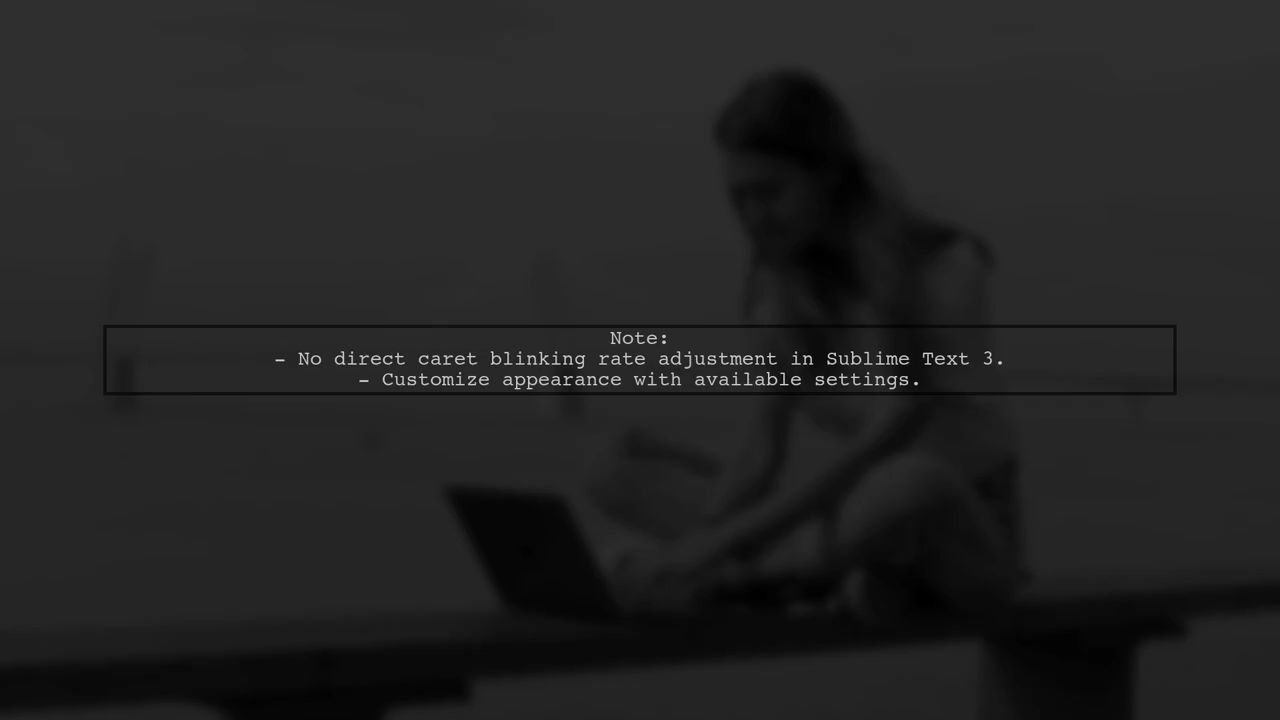 Note:
- No direct caret blinking rate adjustment in Sublime Text 3.
- Customize appearance with available settings.